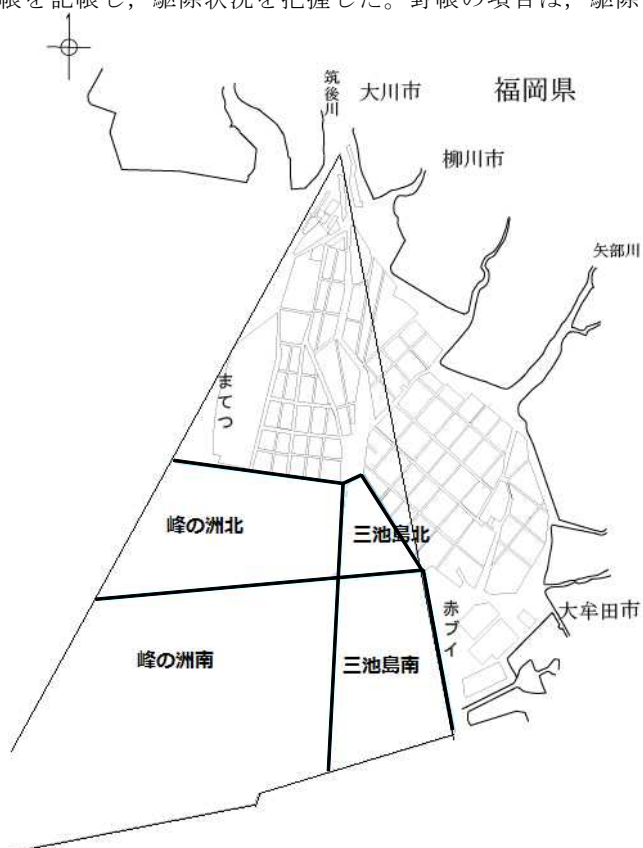 帳を記帳し，駆除状況を把握した。野帳の項目は，駆除
筑後川
大川市
福岡県
柳川市
矢部川
まてつ
峰の洲北
三池島北
赤ブイ
大牟田市
峰の洲南
三池島南